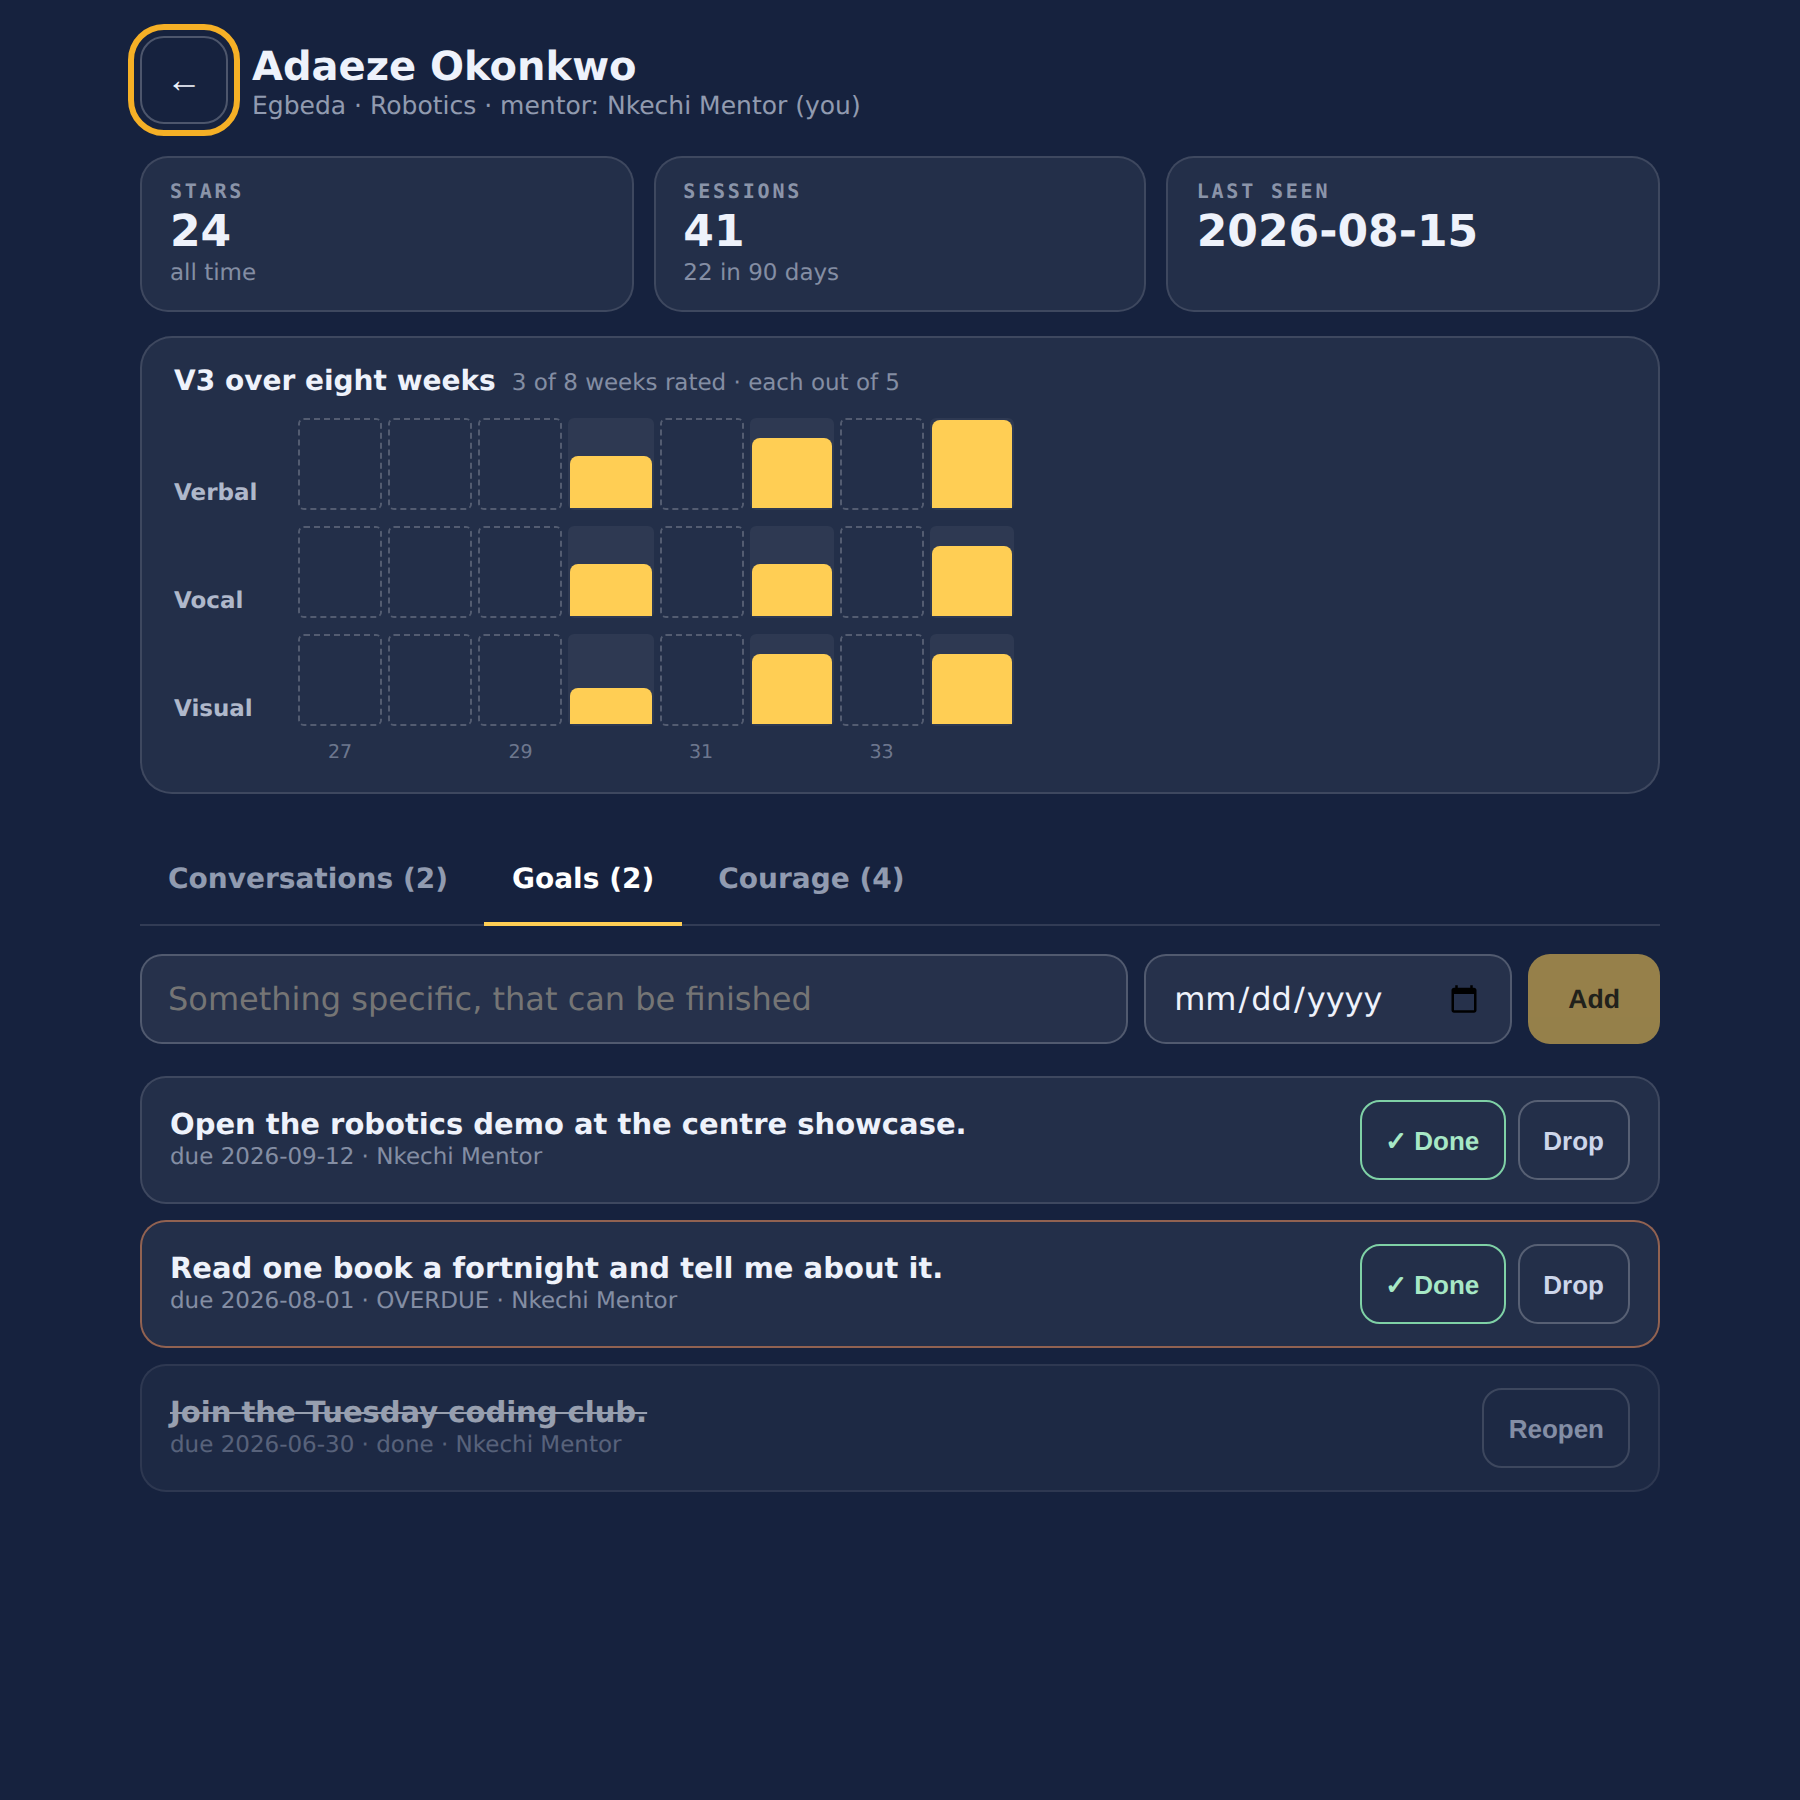 ←
Adaeze Okonkwo
Egbeda · Robotics · mentor: Nkechi Mentor (you)
STARS
24
all time
SESSIONS
41
22 in 90 days
LAST SEEN
2026-08-15
V3 over eight weeks 3 of 8 weeks rated · each out of 5
Verbal
Vocal
Visual
27 29 31 33
Conversations (2) Goals (2) Courage (4)
Something specific, that can be finished mm/dd/yyyy Add
Open the robotics demo at the centre showcase.
due 2026-09-12 · Nkechi Mentor
✓ Done Drop
Read one book a fortnight and tell me about it.
due 2026-08-01 · OVERDUE · Nkechi Mentor
✓ Done Drop
Join the Tuesday coding club.
due 2026-06-30 · done · Nkechi Mentor
Reopen